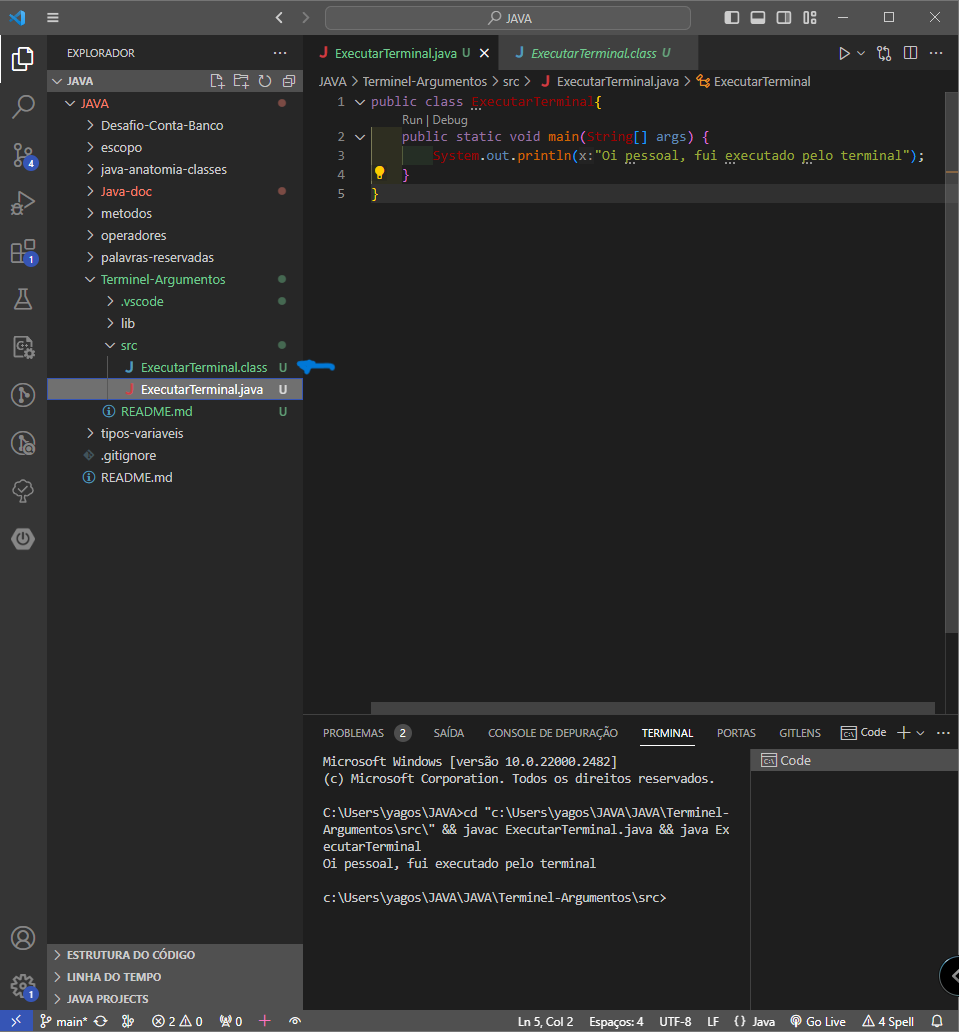 JAVA
EXPLORADOR
JAVA
JAVA
Desafio-Conta-Banco
escopo
java-anatomia-classes
Java-doc
metodos
operadores
palavras-reservadas
Terminel-Argumentos
.vscode
lib
src
ExecutarTerminal.class U
ExecutarTerminal.java U
README.md U
tipos-variaveis
.gitignore
README.md
ESTRUTURA DO CÓDIGO
LINHA DO TEMPO
JAVA PROJECTS
4
1
1
ExecutarTerminal.java U
ExecutarTerminal.class U
JAVA > Terminel-Argumentos > src > ExecutarTerminal.java > ExecutarTerminal
1 public class ExecutarTerminal{
Run | Debug
2 public static void main(String[] args) {
3 System.out.println(x:"Oi pessoal, fui executado pelo terminal");
4 }
5 }
PROBLEMAS 2 SAÍDA CONSOLE DE DEPURAÇÃO TERMINAL PORTAS GITLENS Code
Code
Microsoft Windows [versão 10.0.22000.2482]
(c) Microsoft Corporation. Todos os direitos reservados.
C:\Users\yagos\JAVA>cd "c:\Users\yagos\JAVA\JAVA\Terminel-
Argumentos\src\" && javac ExecutarTerminal.java && java Ex
ecutarTerminal
Oi pessoal, fui executado pelo terminal
c:\Users\yagos\JAVA\JAVA\Terminel-Argumentos\src>
main* 2 0 0 Ln 5, Col 2 Espaços: 4 UTF-8 LF {} Java Go Live 4 Spell